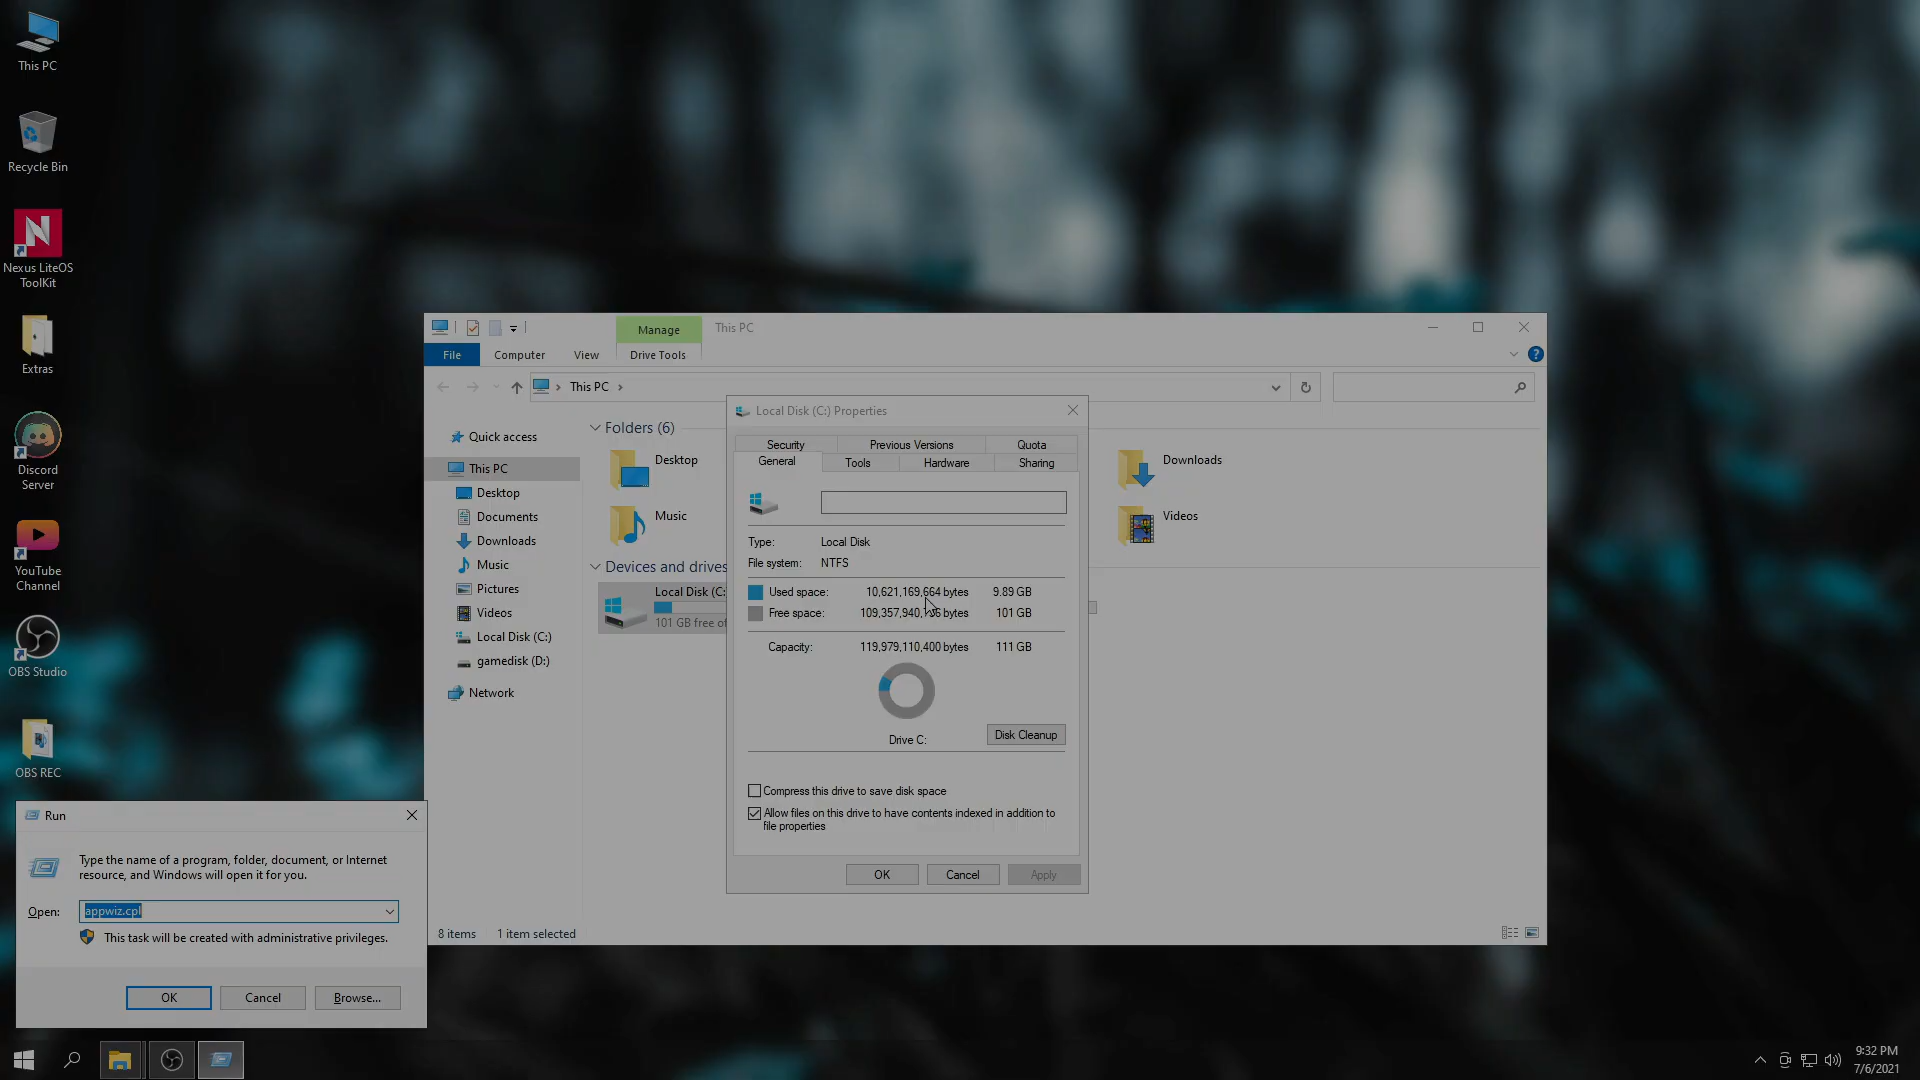 This PC
Recycle Bin
Nexus LiteOS
ToolKit
Extras
Discord
Server
YouTube
Channel
OBS Studio
OBS REC
Manage
This PC
File
Computer
View
Drive Tools
This PC
Quick access
This PC
Desktop
Documents
Downloads
Music
Pictures
Videos
Local Disk (C:)
gamedisk (D:)
Network
Folders (6)
Desktop
Music
Downloads
Videos
Devices and drives
Local Disk (C:
101 GB free of
8 items
1 item selected
Local Disk (C:) Properties
Security
Previous Versions
Quota
General
Tools
Hardware
Sharing
Type: Local Disk
File system: NTFS
Used space: 10,621,169,664 bytes 9.89 GB
Free space: bytes 101 GB
Capacity: 119,979,110,400 bytes 111 GB
Drive C:
Disk Cleanup
Compress this drive to save disk space
Allow files on this drive to have contents indexed in addition to
file properties
OK
Cancel
Apply
Run
Type the name of a program, folder, document, or Internet
resource, and Windows will open it for you.
Open: appwiz.cpl
This task will be created with administrative privileges.
OK
Cancel
Browse...
9:32 PM
7/6/2021